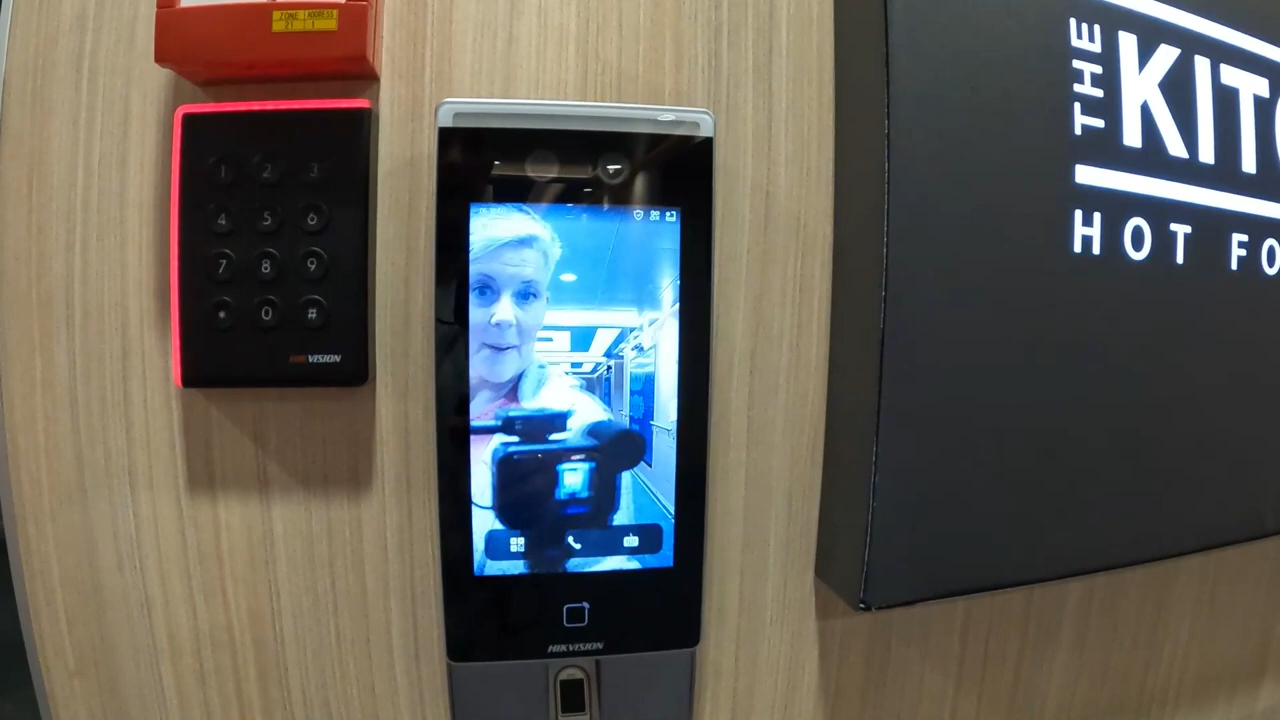 ZONE ADDRESS
21 1
1 2 3
4 5 6
7 8 9
* 0 #
HIKVISION
HIKVISION
THE
KIT
HOT FO